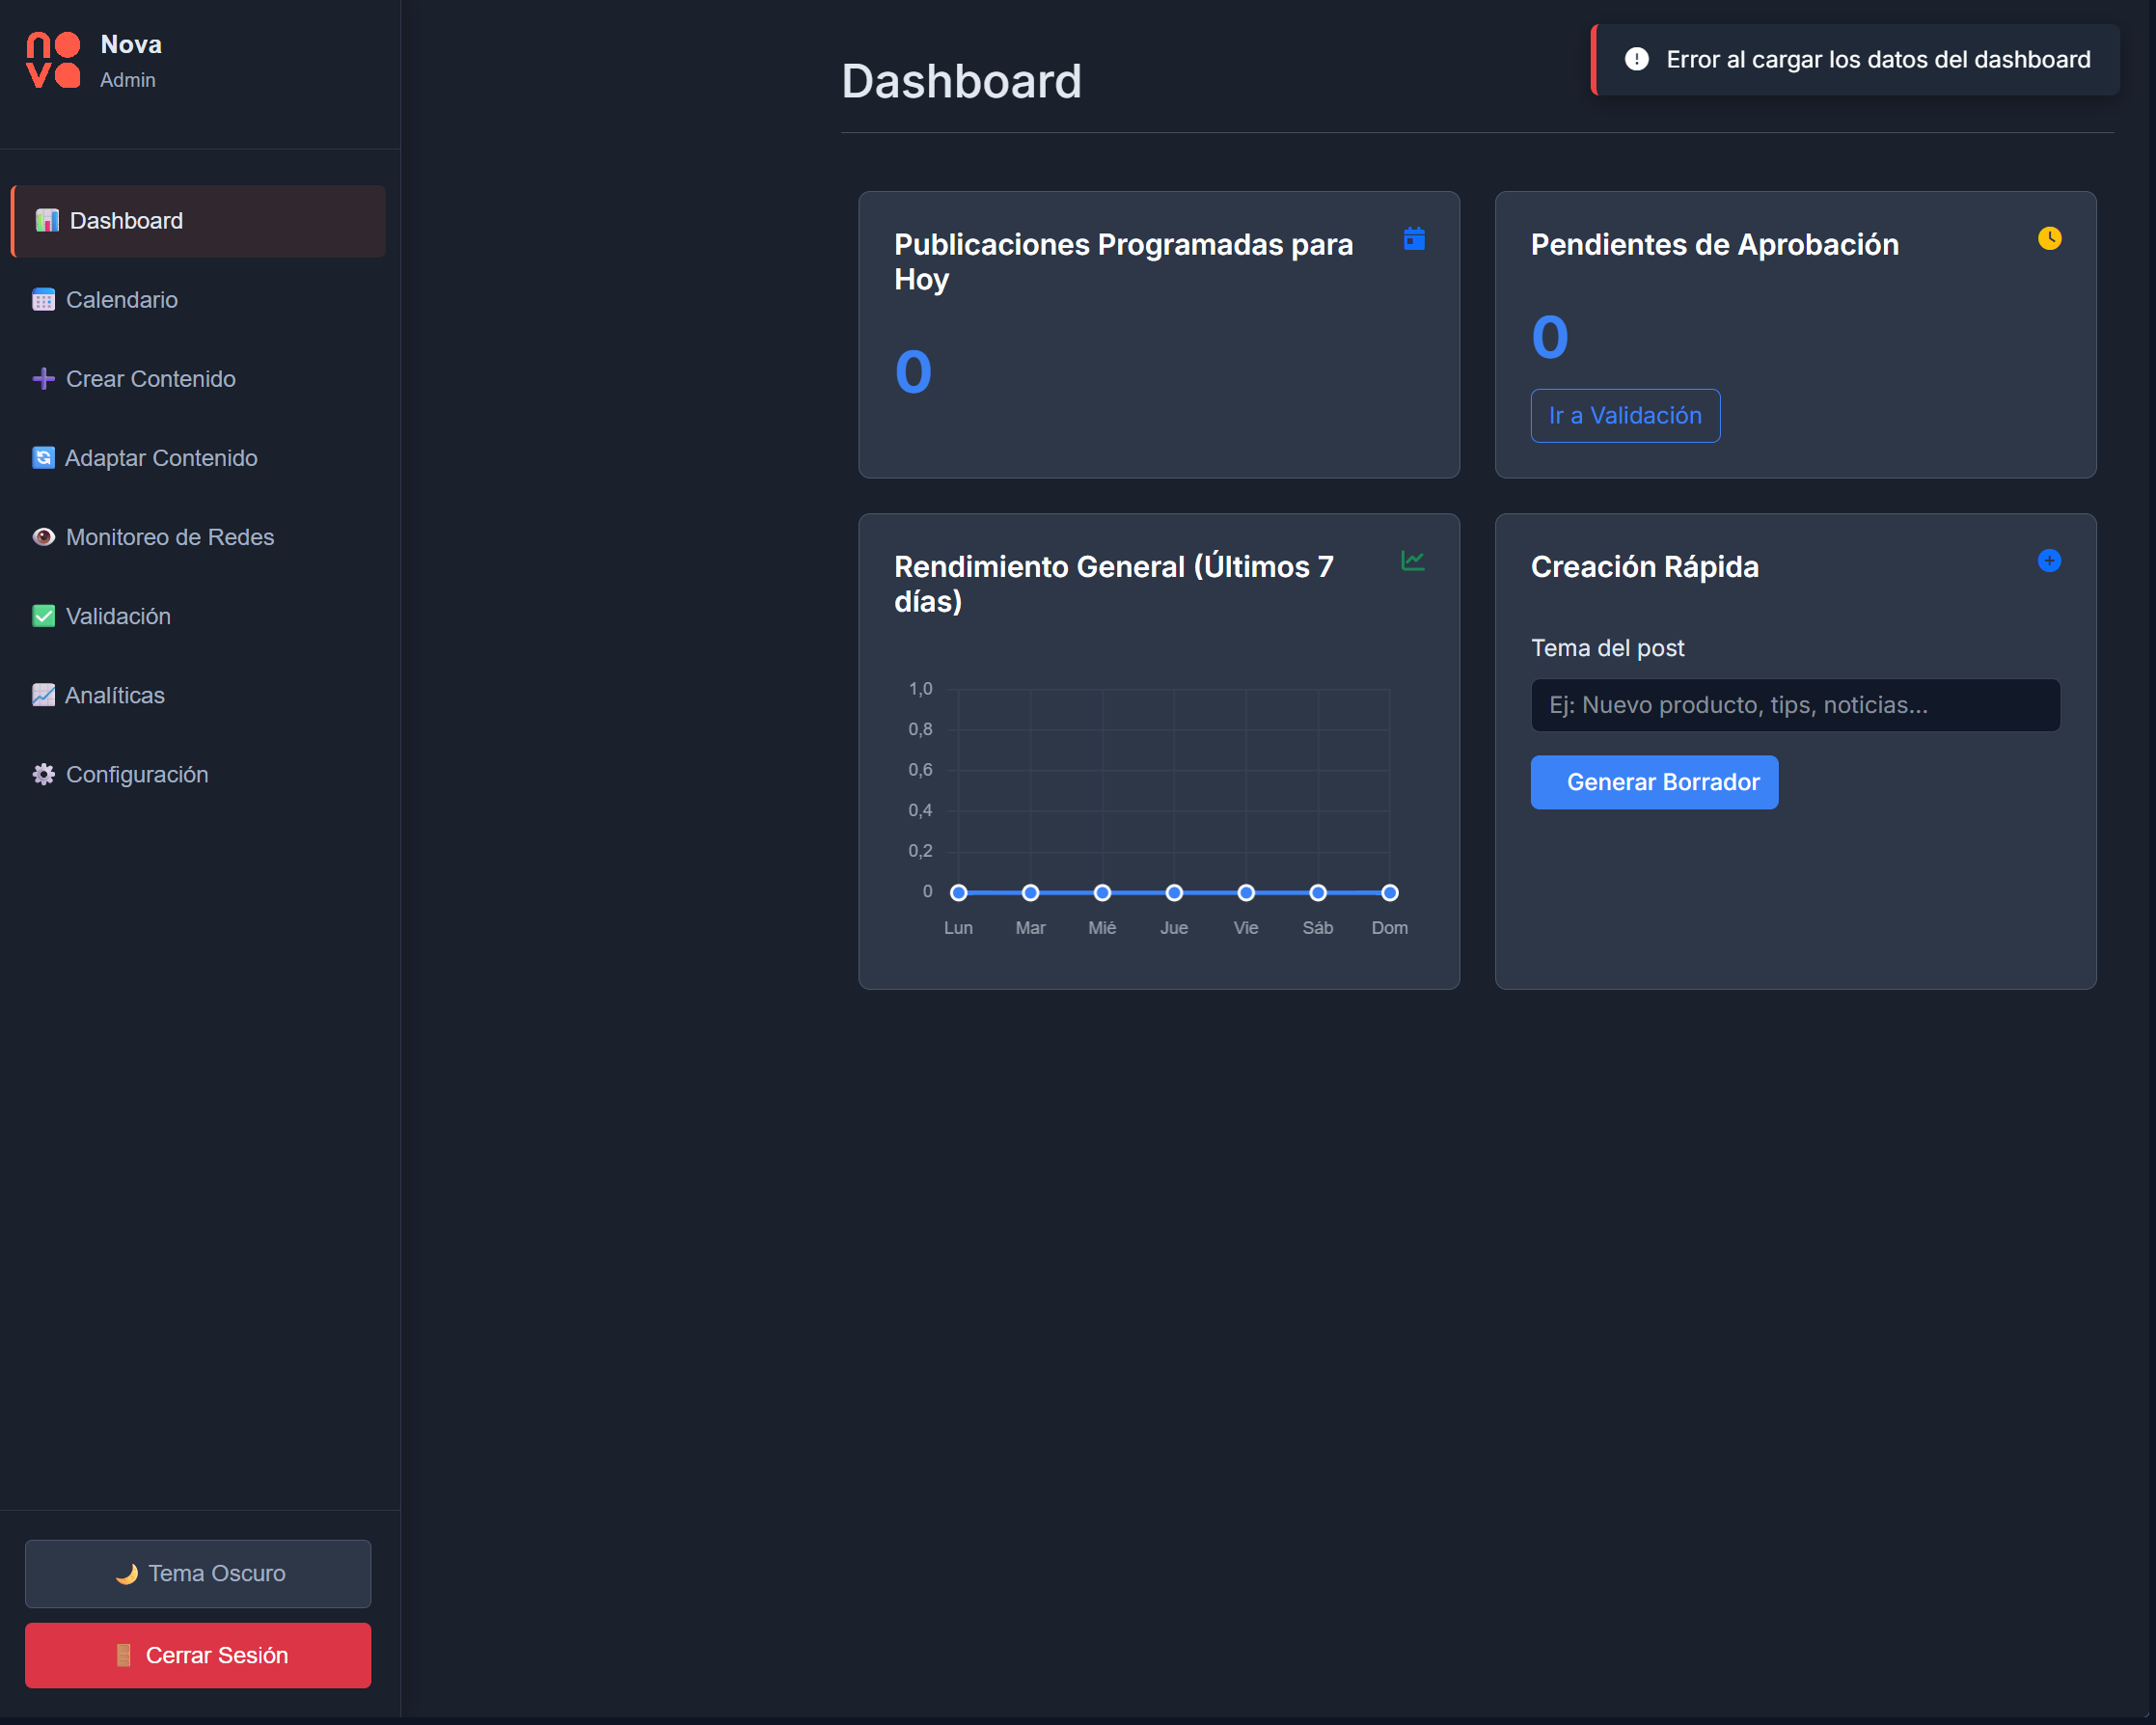 Nova
Admin
Dashboard
Calendario
Crear Contenido
Adaptar Contenido
Monitoreo de Redes
Validación
Analíticas
Configuración
Tema Oscuro
Cerrar Sesión
Dashboard
Error al cargar los datos del dashboard
Publicaciones Programadas para
Hoy
0
Pendientes de Aprobación
0
Ir a Validación
Rendimiento General (Últimos 7
días)
1,0
0,8
0,6
0,4
0,2
0
Lun Mar Mié Jue Vie Sáb Dom
Creación Rápida
Tema del post
Ej: Nuevo producto, tips, noticias...
Generar Borrador